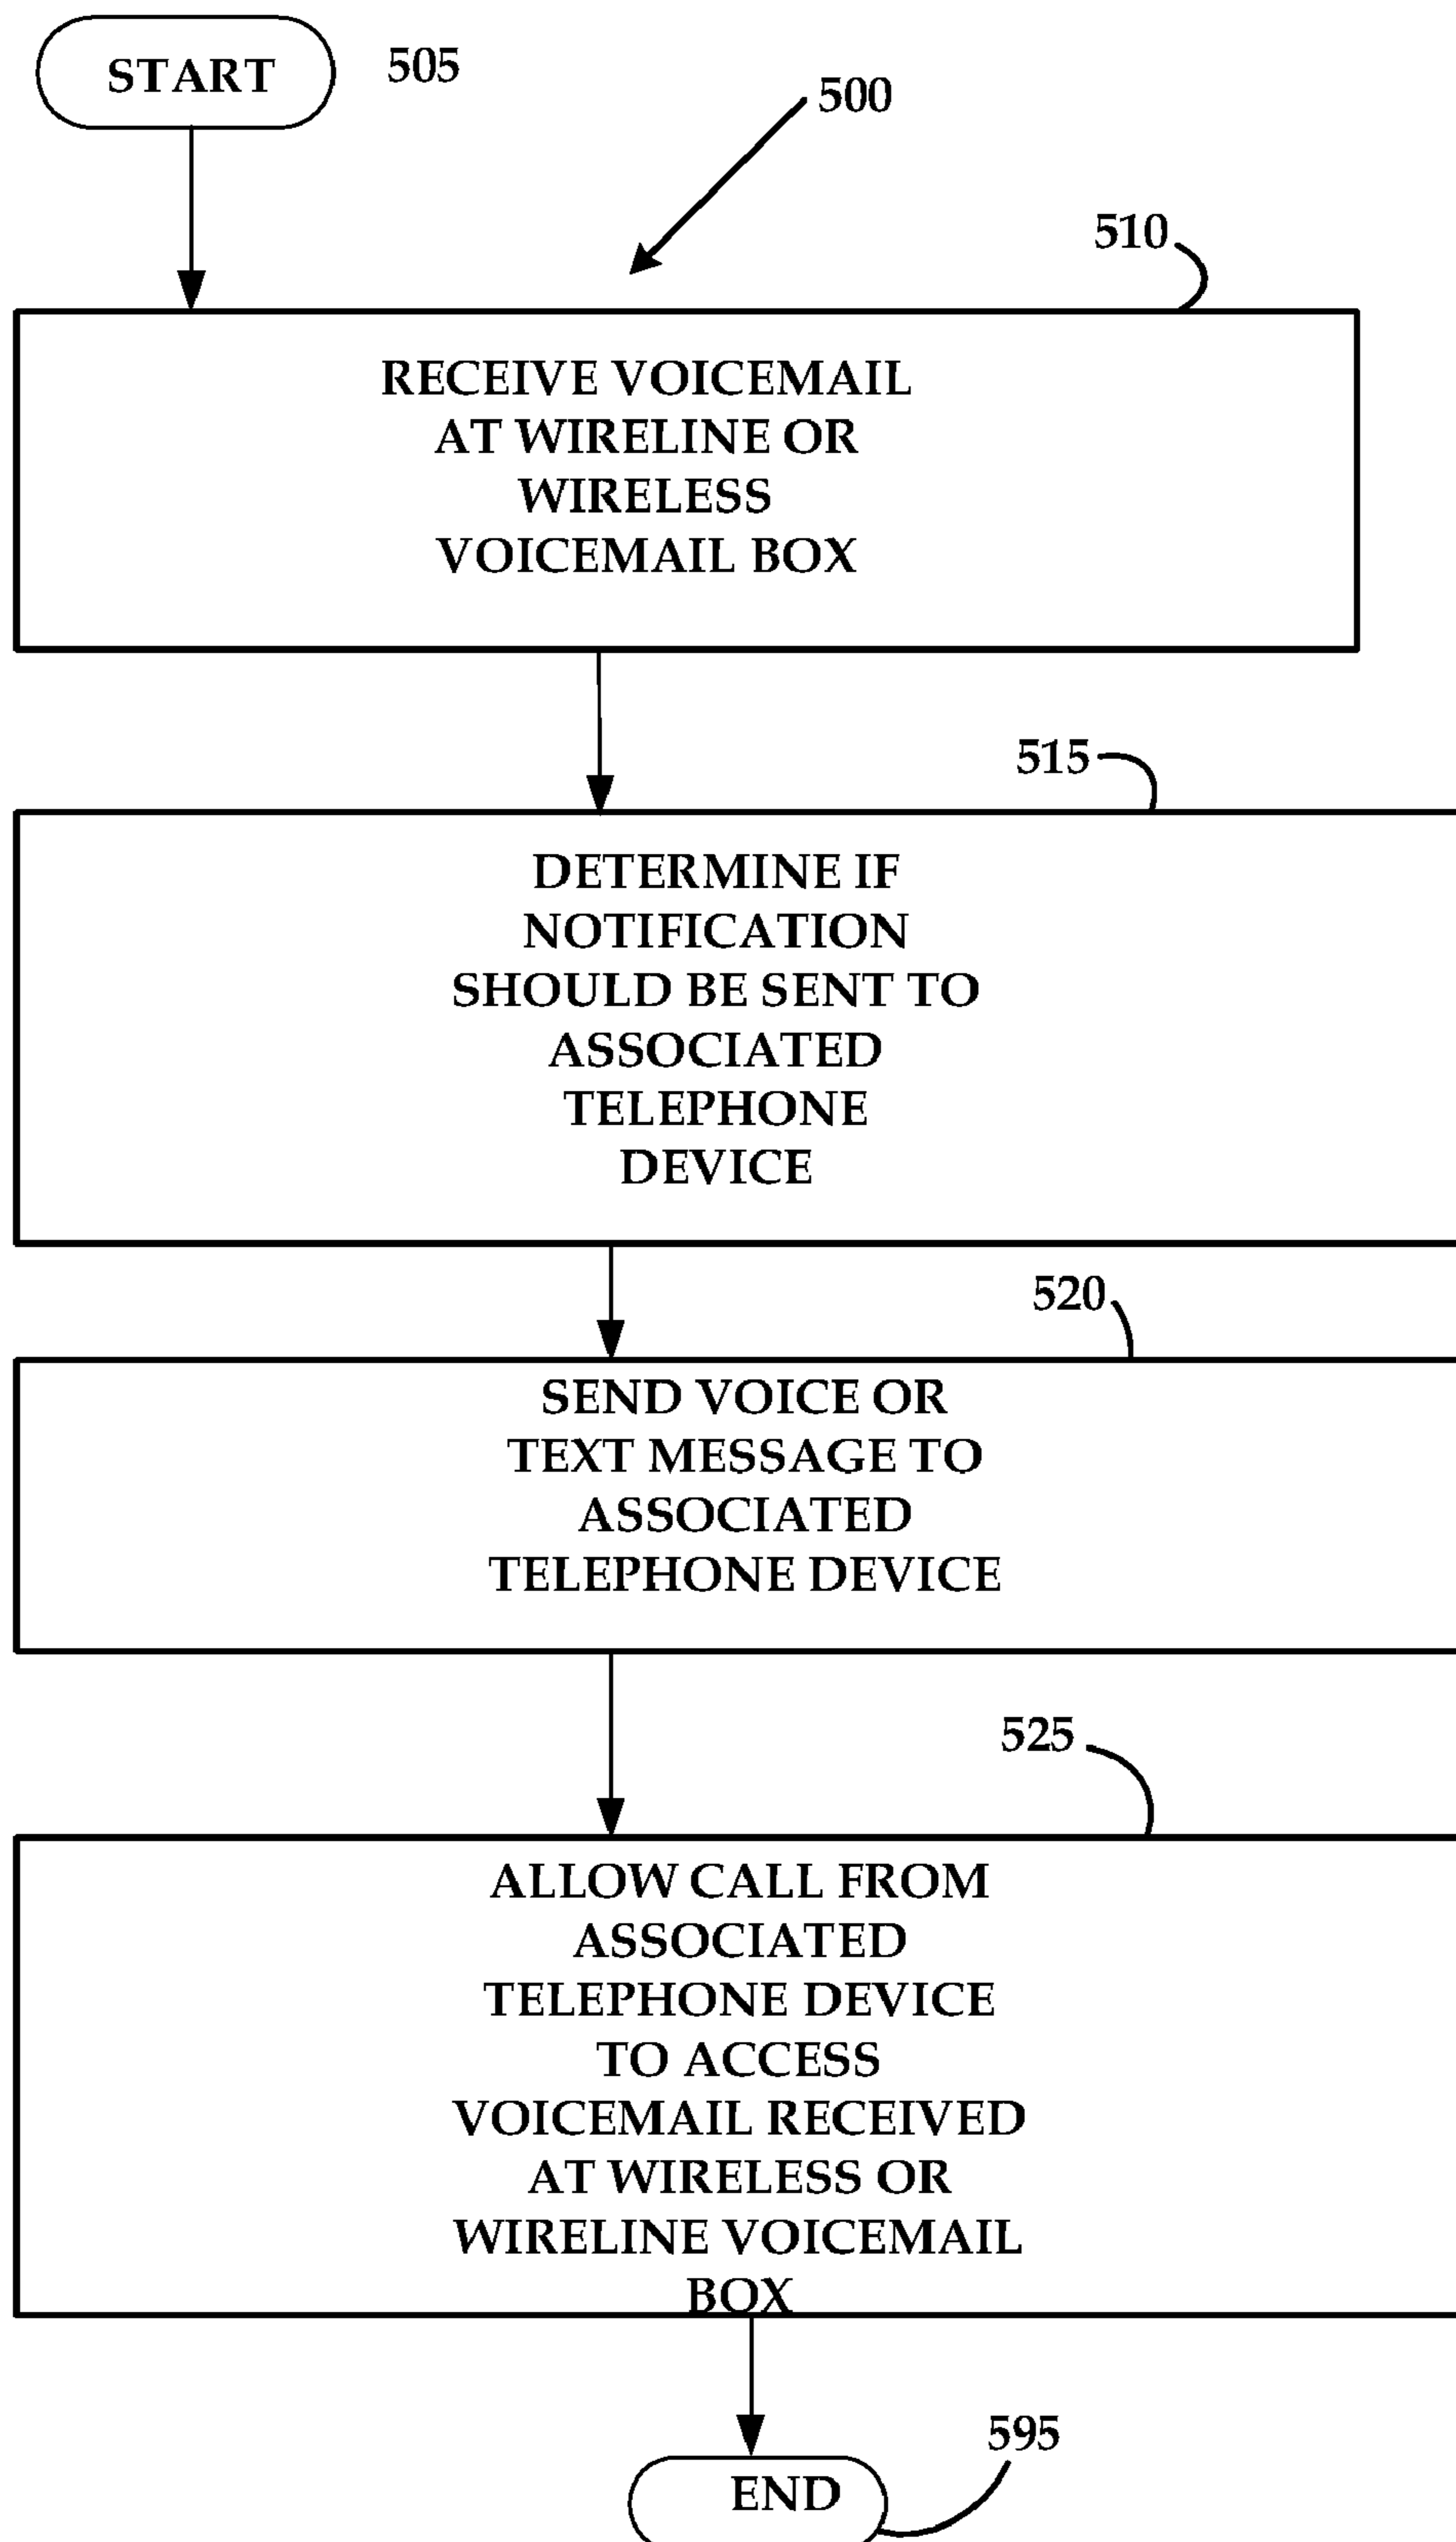 START
505
500
510
RECEIVE VOICEMAIL
AT WIRELINE OR
WIRELESS
VOICEMAIL BOX
515
DETERMINE IF
NOTIFICATION
SHOULD BE SENT TO
ASSOCIATED
TELEPHONE
DEVICE
520
SEND VOICE OR
TEXT MESSAGE TO
ASSOCIATED
TELEPHONE DEVICE
525
ALLOW CALL FROM
ASSOCIATED
TELEPHONE DEVICE
TO ACCESS
VOICEMAIL RECEIVED
AT WIRELESS OR
WIRELINE VOICEMAIL
BOX
595
END